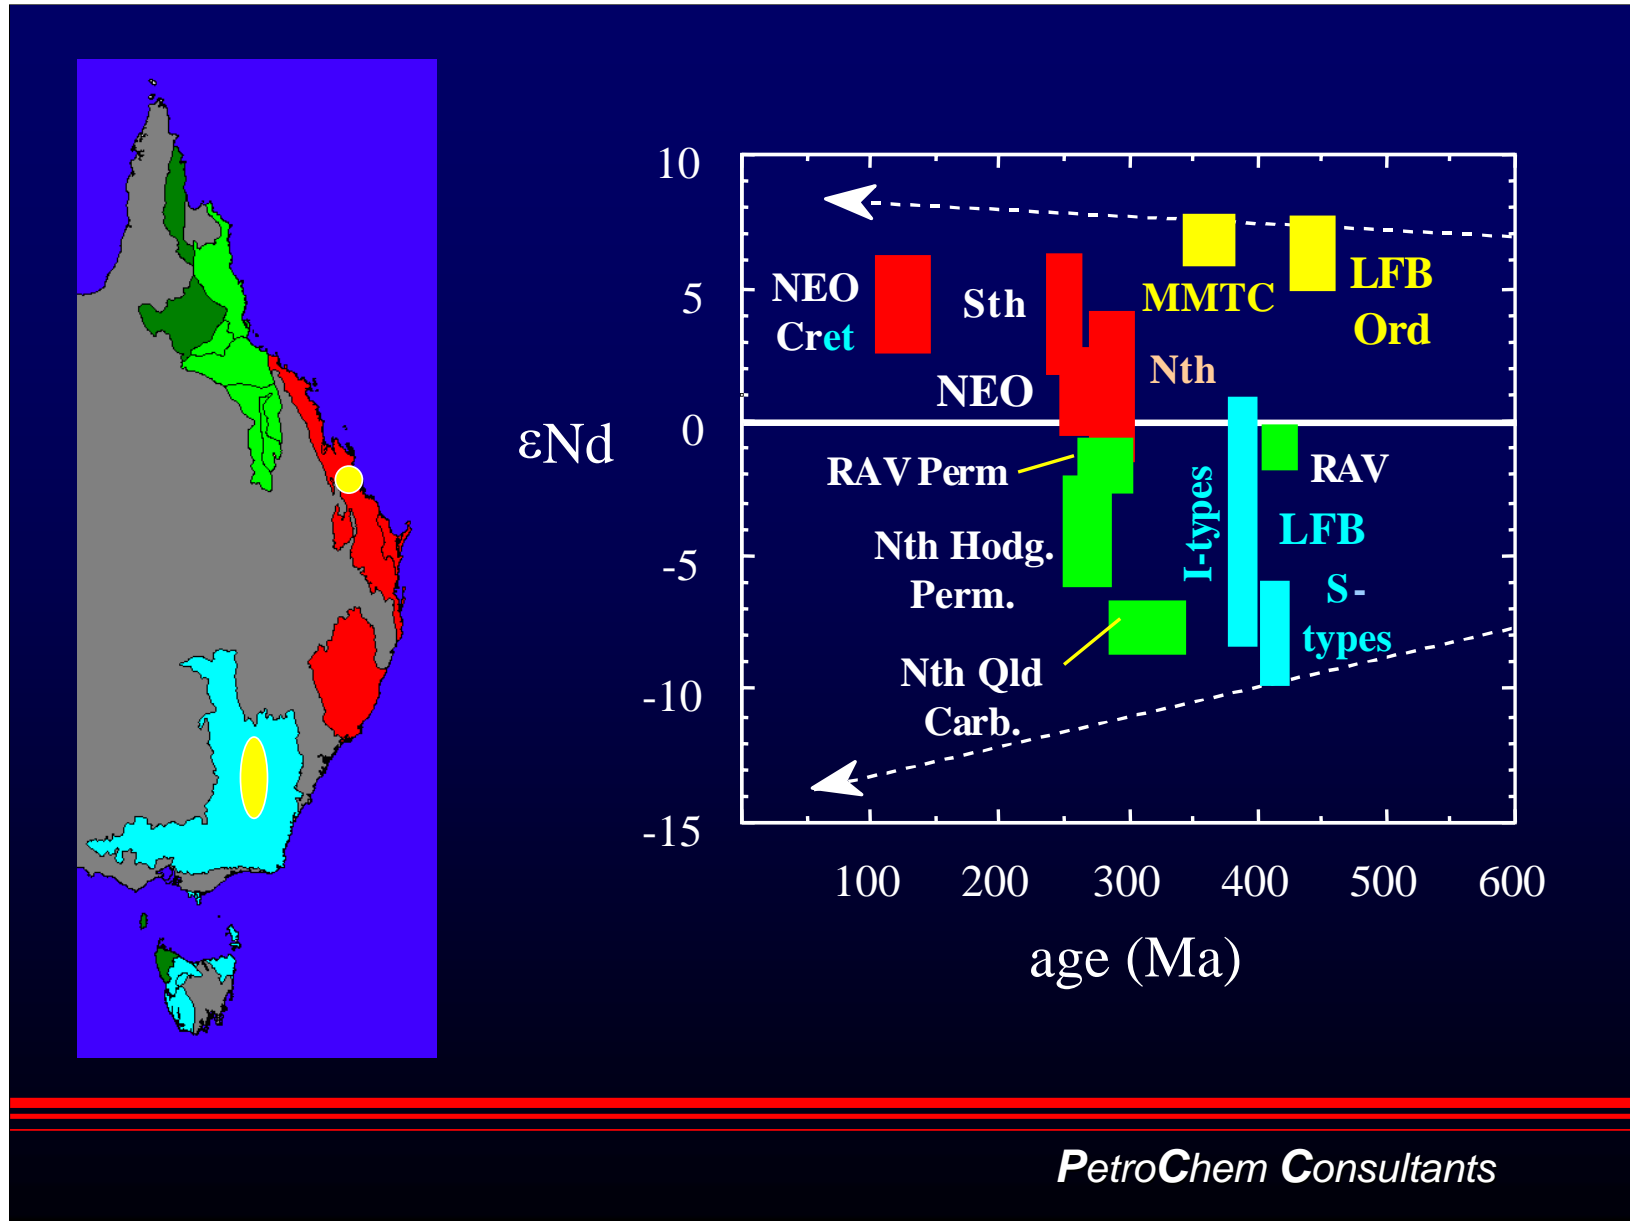 10
5
0
-5
-10
-15
εNd
100 200 300 400 500 600
age (Ma)
NEO
Cret
Sth
NEO
Nth
MMTC
LFB
Ord
RAV Perm
Nth Hodg.
Perm.
Nth Qld
Carb.
I-types
RAV
LFB
S-
types
PetroChem Consultants